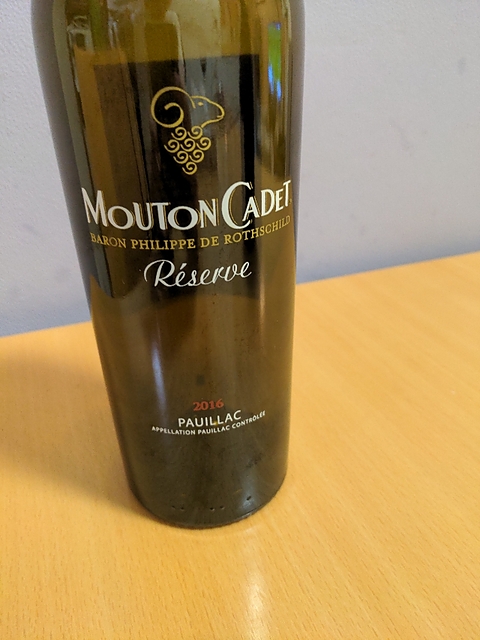 MOUTON CADET
BARON PHILIPPE DE ROTHSCHILD
Réserve
2016
PAUILLAC
APPELLATION PAUILLAC CONTRÔLÉE